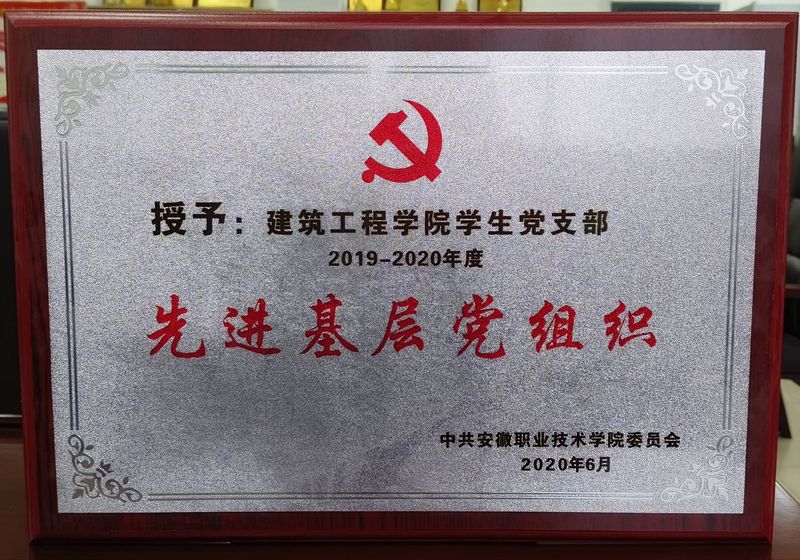 授予：建筑工程学院学生党支部
2019-2020年度
先进基层党组织
中共安徽职业技术学院委员会
2020年6月